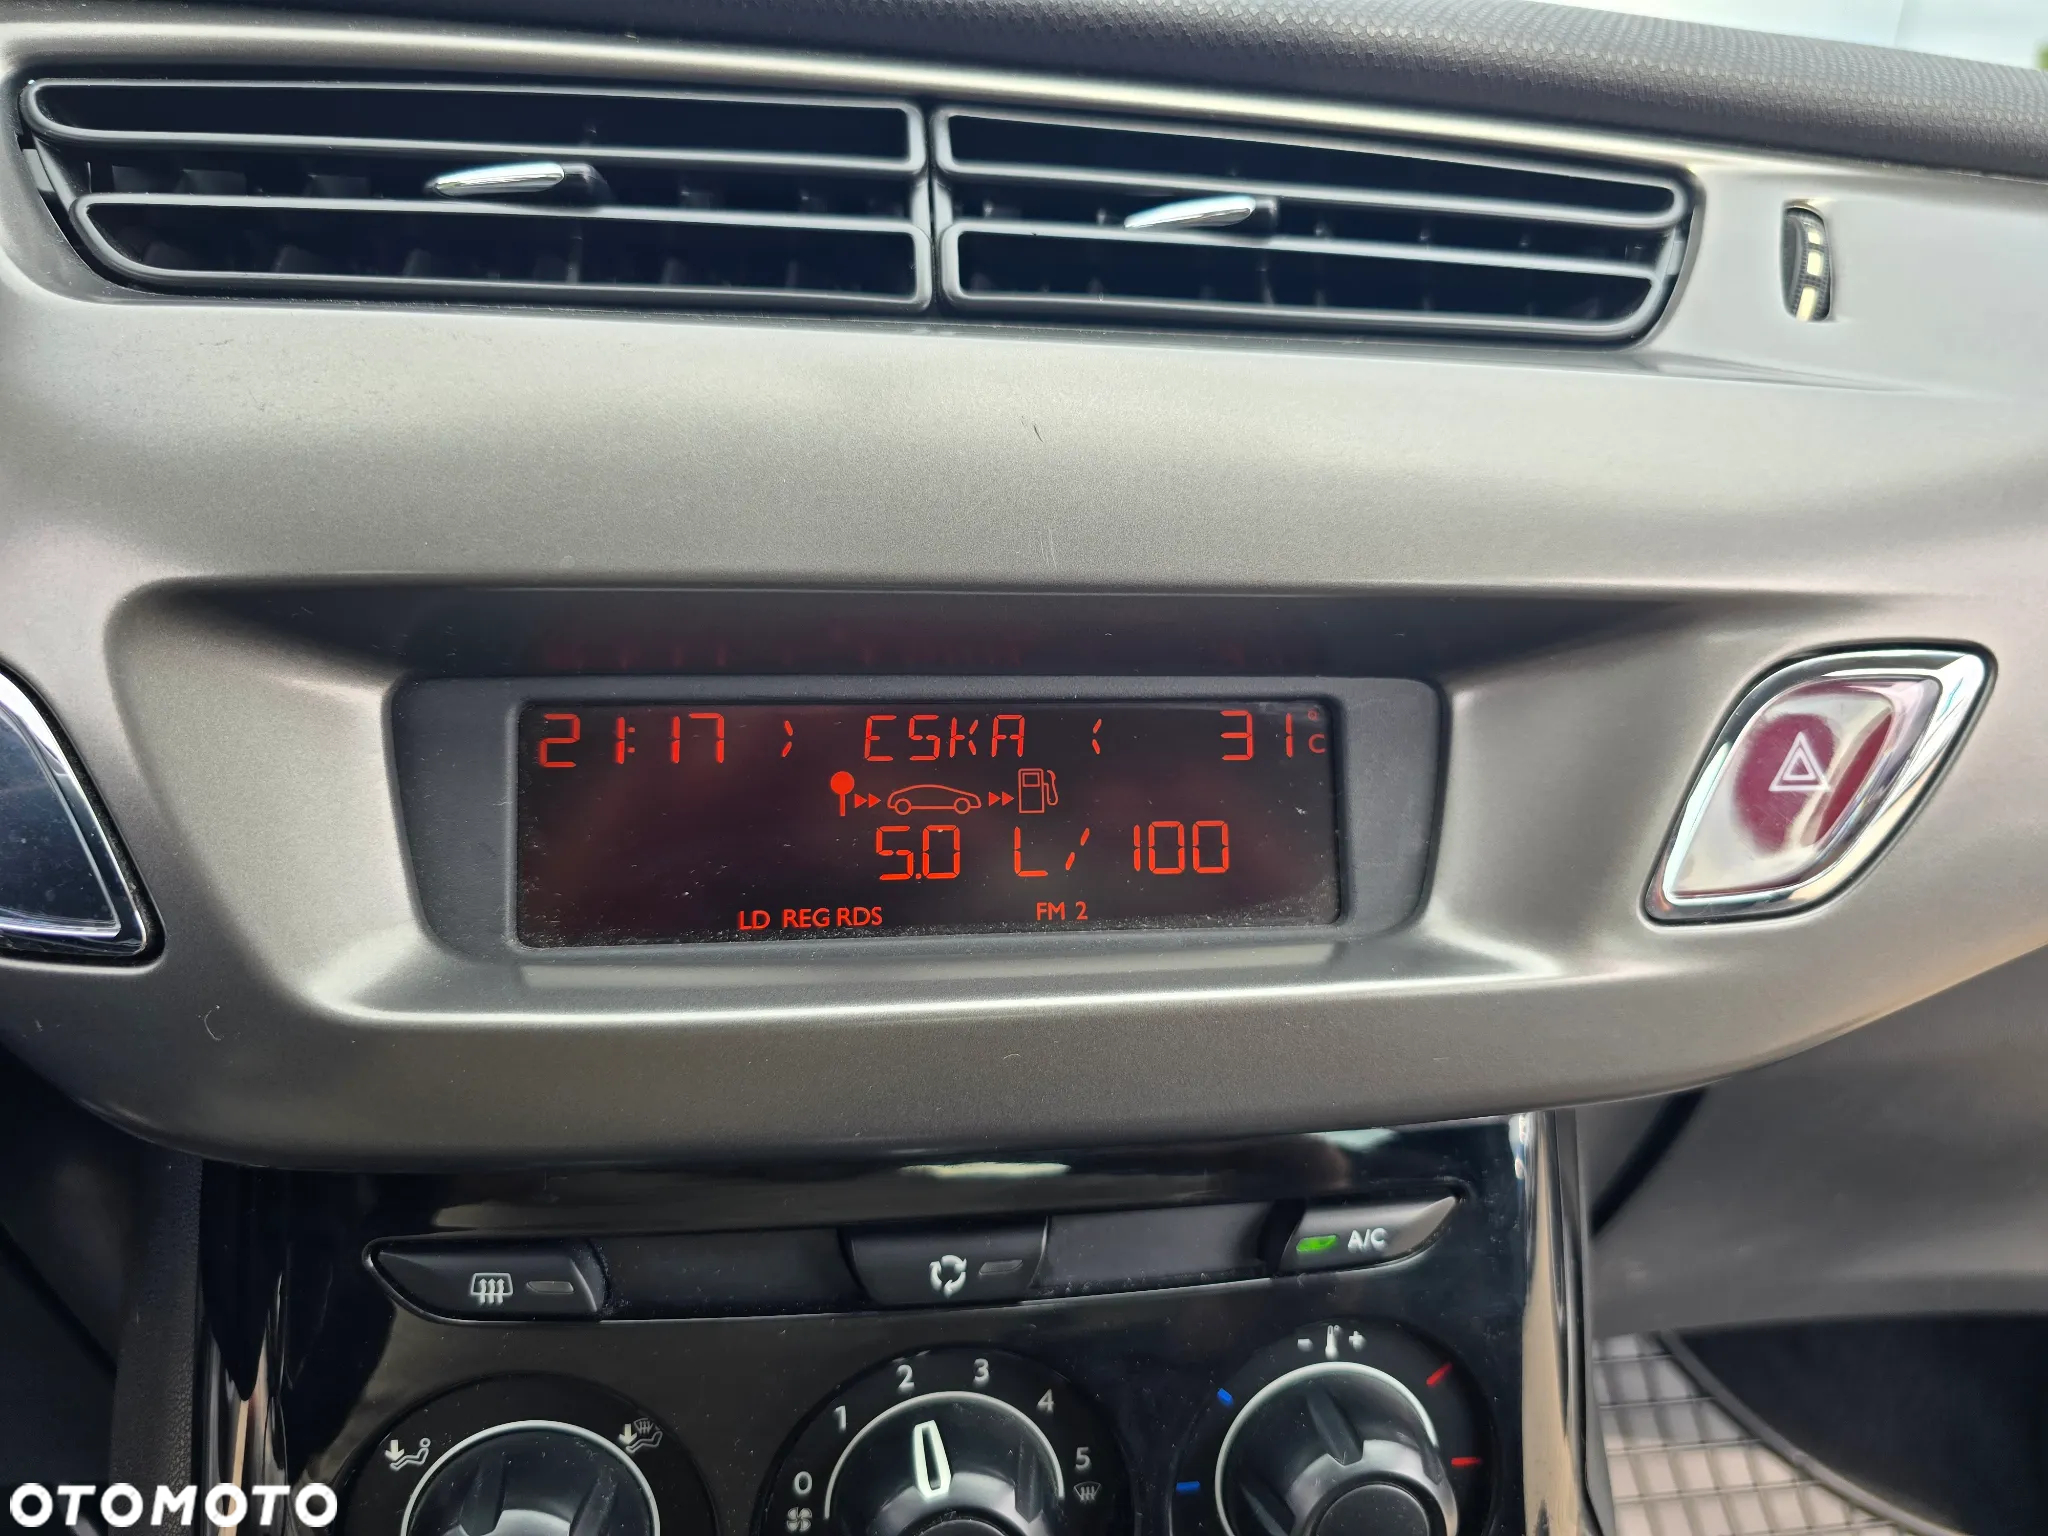 21:17 > ESKA < 31°C
5.0 L/100
LD REG RDS FM 2
A/C
- +
0 1 2 3 4 5
OTOMOTO